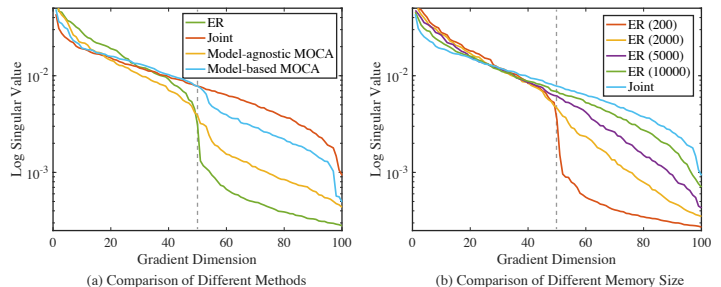 ER
Joint
Model-agnostic MOCA
Model-based MOCA
Log Singular Value
10^-2
10^-3
0 20 40 60 80 100
Gradient Dimension
(a) Comparison of Different Methods
ER (200)
ER (2000)
ER (5000)
ER (10000)
Joint
Log Singular Value
10^-2
10^-3
0 20 40 60 80 100
Gradient Dimension
(b) Comparison of Different Memory Size